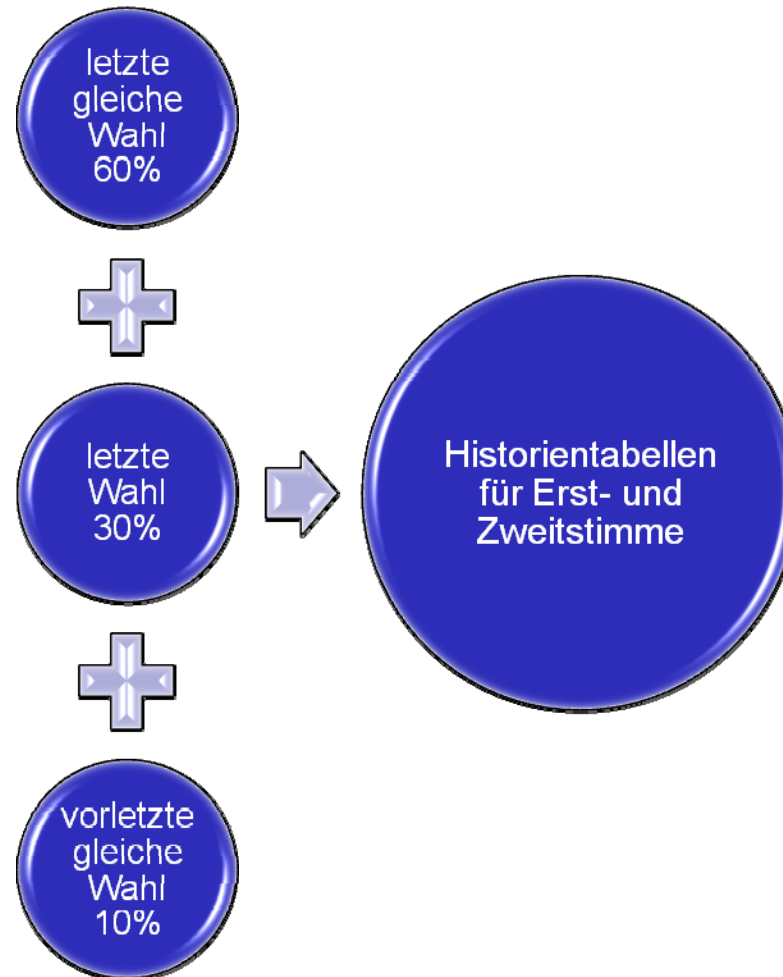 letzte
gleiche
Wahl
60%
letzte
Wahl
30%
Historientabellen
für Erst- und
Zweitstimme
vorletzte
gleiche
Wahl
10%